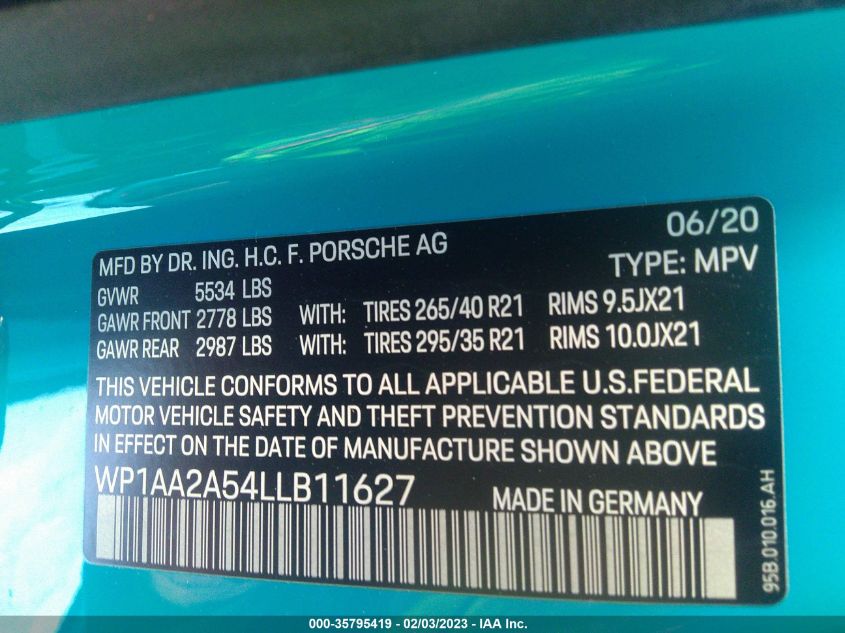 06/20
MFD BY DR. ING. H.C. F. PORSCHE AG
TYPE: MPV
GVWR 5534 LBS
GAWR FRONT 2778 LBS WITH: TIRES 265/40 R21 RIMS 9.5JX21
GAWR REAR 2987 LBS WITH: TIRES 295/35 R21 RIMS 10.0JX21
THIS VEHICLE CONFORMS TO ALL APPLICABLE U.S.FEDERAL
MOTOR VEHICLE SAFETY AND THEFT PREVENTION STANDARDS
IN EFFECT ON THE DATE OF MANUFACTURE SHOWN ABOVE
WP1AA2A54LLB11627 MADE IN GERMANY
95B.010.016.AH
000-35795419 - 02/03/2023 - IAA Inc.